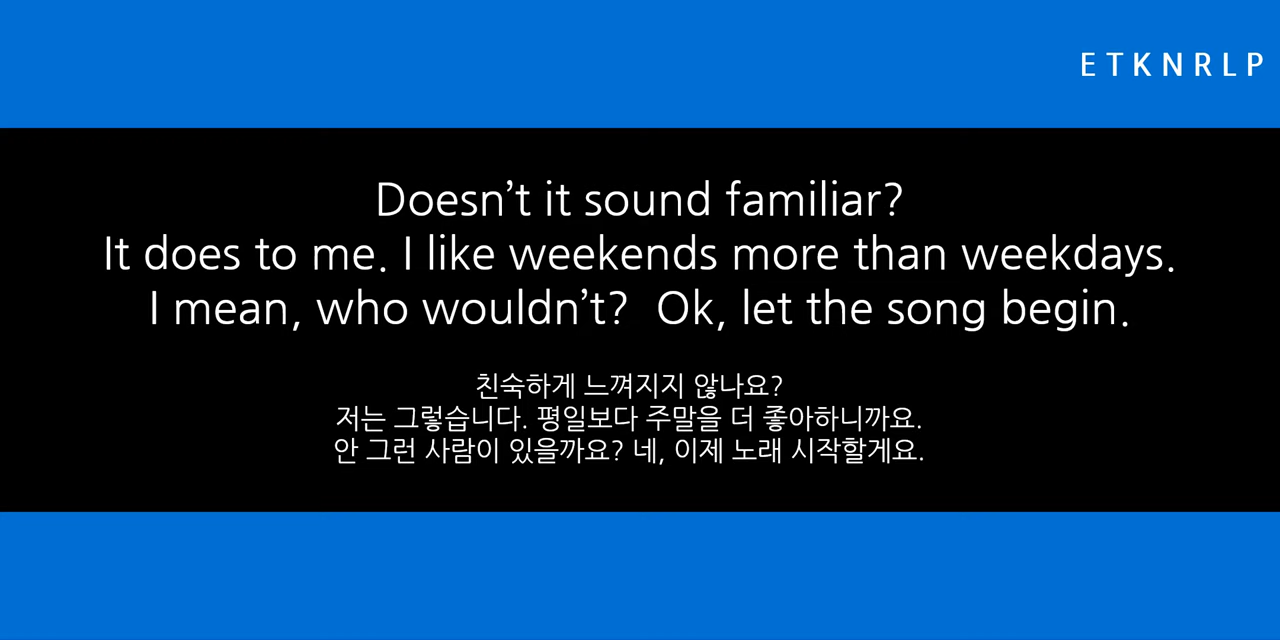 E T K N R L P
Doesn’t it sound familiar?
It does to me. I like weekends more than weekdays.
I mean, who wouldn’t?  Ok, let the song begin.
친숙하게 느껴지지 않나요?
저는 그렇습니다. 평일보다 주말을 더 좋아하니까요.
안 그런 사람이 있을까요? 네, 이제 노래 시작할게요.